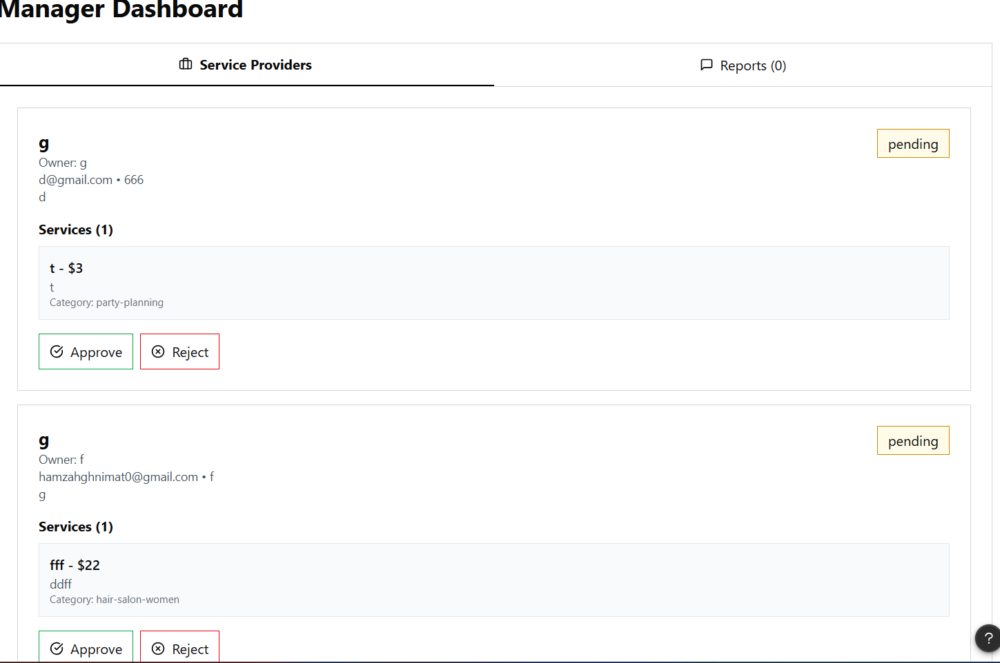 Manager Dashboard
Service Providers
Reports (0)
g
pending
Owner: g
d@gmail.com • 666
d
Services (1)
t - $3
t
Category: party-planning
Approve
Reject
g
pending
Owner: f
hamzahghnimat0@gmail.com • f
g
Services (1)
fff - $22
ddff
Category: hair-salon-women
Approve
Reject
?